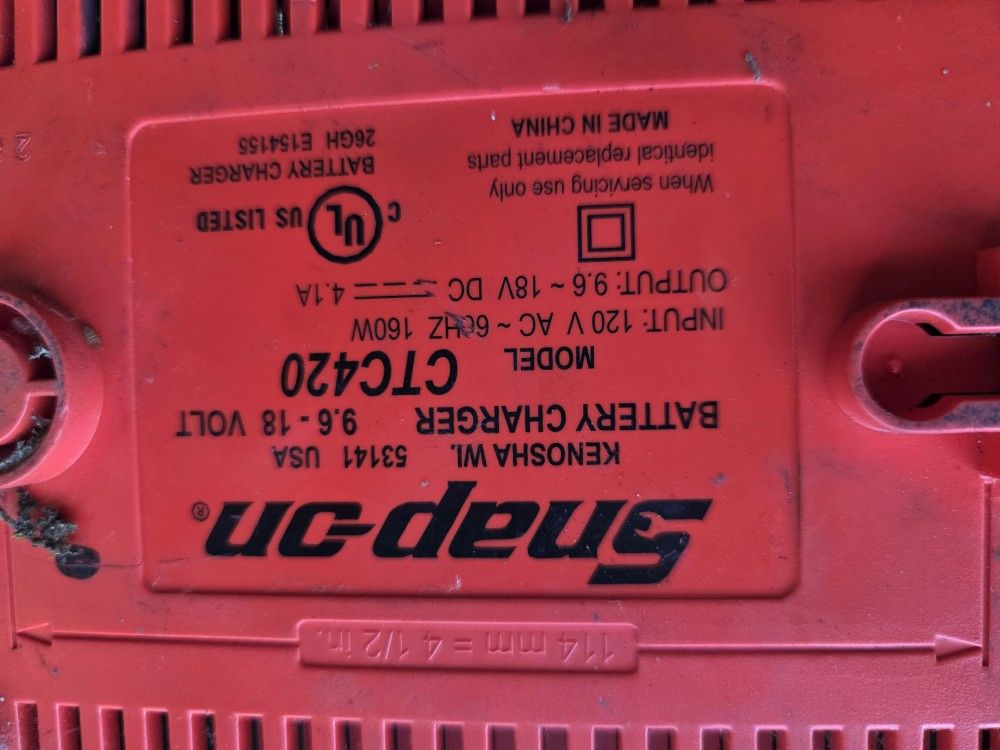 114 mm = 4 1/2 in.
Snap-on®
KENOSHA WI. 53141 USA
BATTERY CHARGER 9.6 - 18 VOLT
MODEL CTC420
INPUT: 120 V AC ~ 60HZ 160W
OUTPUT: 9.6 ~ 18V DC 4.1A
C UL US LISTED
When servicing use only
identical replacement parts
MADE IN CHINA
BATTERY CHARGER
26GH E154155